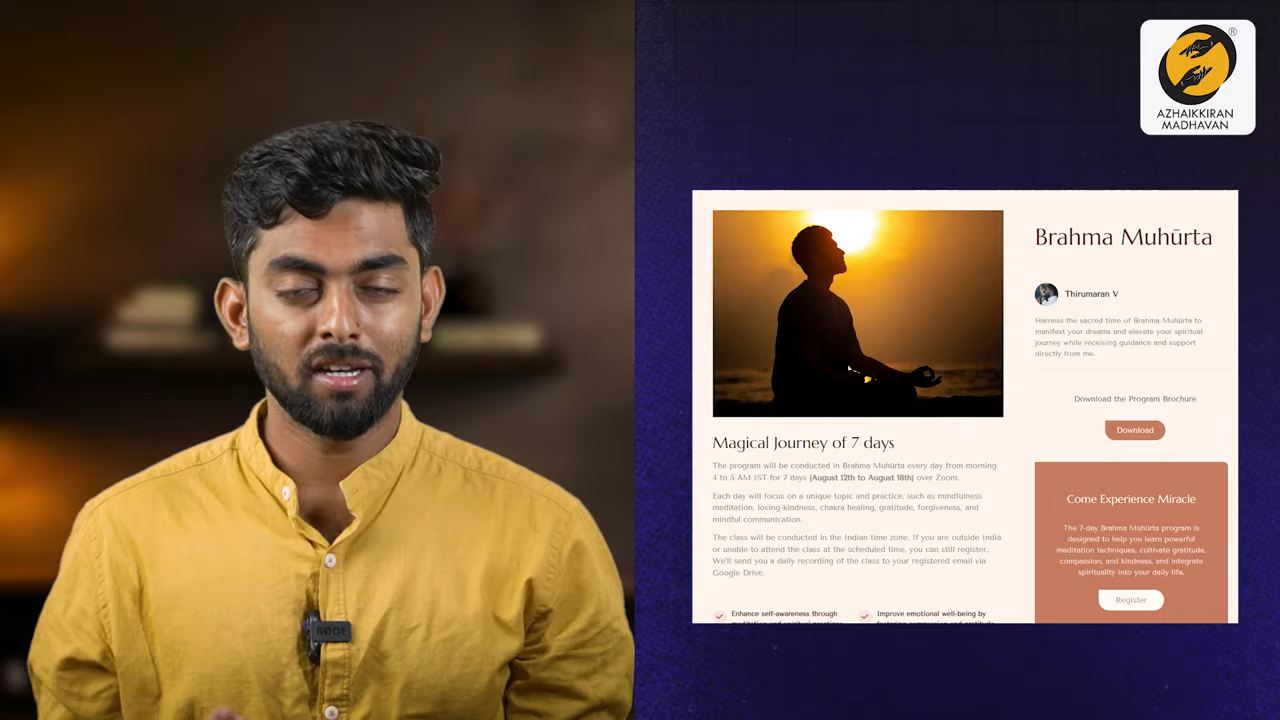 RØDE
®
AZHAIKKIRAN
MADHAVAN
Brahma Muhūrta
Thirumaran V
Harness the sacred time of Brahma Muhūrta to
manifest your dreams and elevate your spiritual
journey while receiving guidance and support
directly from me.
Download the Program Brochure
Download
Magical Journey of 7 days
The program will be conducted in Brahma Muhūrta every day from morning
4 to 5 AM IST for 7 days (August 12th to August 18th) over Zoom.
Each day will focus on a unique topic and practice, such as mindfulness
meditation, loving-kindness, chakra healing, gratitude, forgiveness, and
mindful communication.
The class will be conducted in the Indian time zone. If you are outside India
or unable to attend the class at the scheduled time, you can still register.
We'll send you a daily recording of the class to your registered email via
Google Drive.
Enhance self-awareness through
Improve emotional well-being by
Come Experience Miracle
The 7-day Brahma Muhūrta program is
designed to help you learn powerful
meditation techniques, cultivate gratitude,
compassion, and kindness, and integrate
spirituality into your daily life.
Register